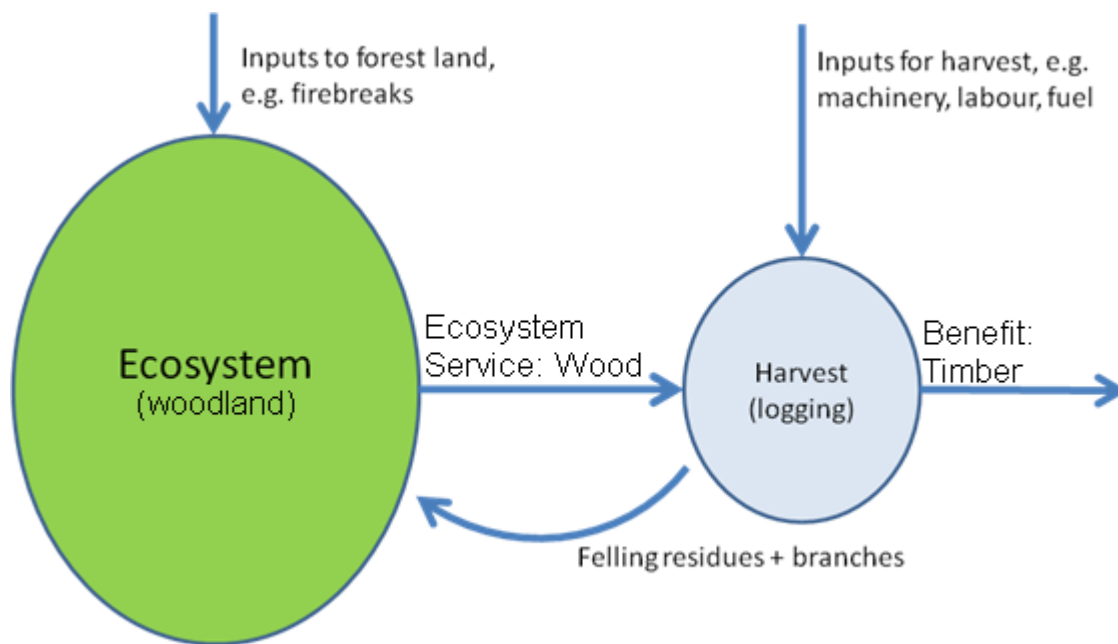 Inputs to forest land,
e.g. firebreaks
Inputs for harvest, e.g.
machinery, labour, fuel
Ecosystem
(woodland)
Ecosystem
Service: Wood
Harvest
(logging)
Benefit:
Timber
Felling residues + branches